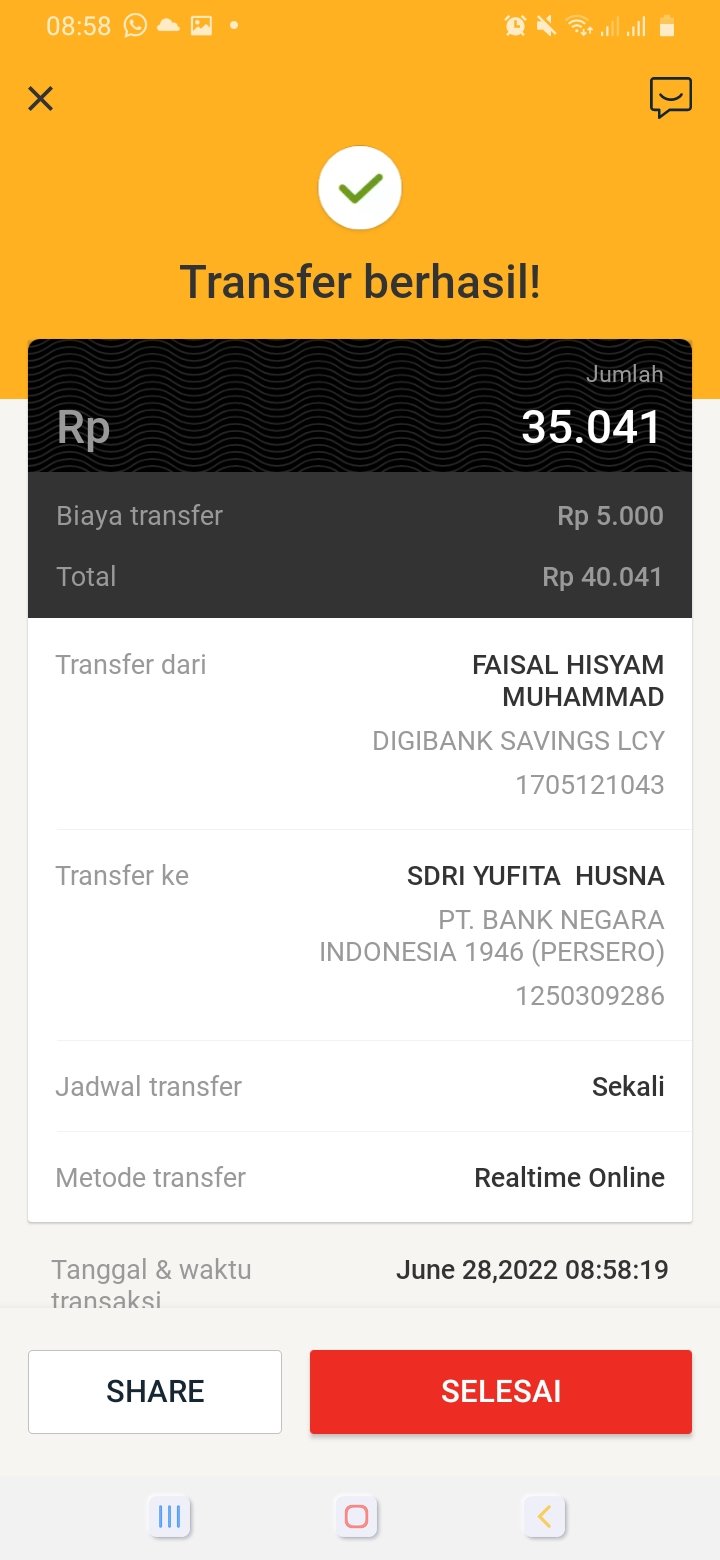 08:58
Transfer berhasil!
Jumlah
Rp 35.041
Biaya transfer Rp 5.000
Total Rp 40.041
Transfer dari FAISAL HISYAM
MUHAMMAD
DIGIBANK SAVINGS LCY
1705121043
Transfer ke SDRI YUFITA  HUSNA
PT. BANK NEGARA
INDONESIA 1946 (PERSERO)
1250309286
Jadwal transfer Sekali
Metode transfer Realtime Online
Tanggal & waktu June 28,2022 08:58:19
transaksi
SHARE SELESAI